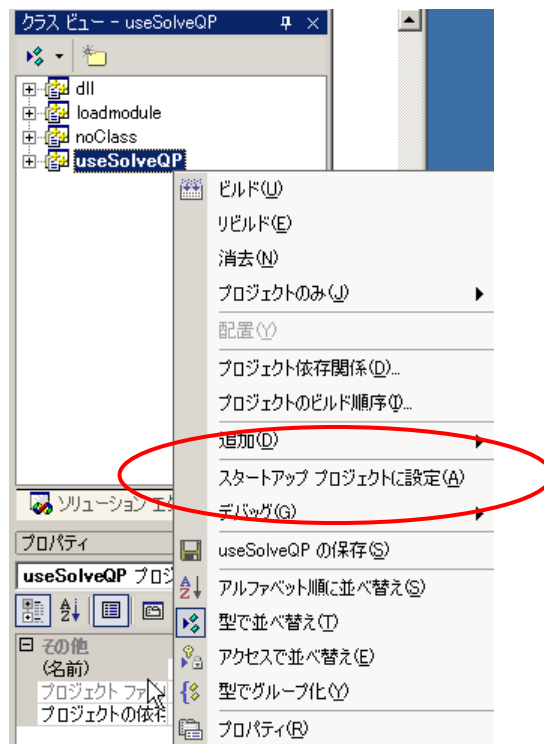 クラス ビュー - useSolveQP
dll
loadmodule
noClass
useSolveQP
ビルド(U)
リビルド(E)
消去(N)
プロジェクトのみ(J)
配置(Y)
プロジェクト依存関係(D)...
プロジェクトのビルド順序(I)...
追加(D)
スタートアップ プロジェクトに設定(A)
デバッグ(G)
useSolveQP の保存(S)
アルファベット順に並べ替え(S)
型で並べ替え(T)
アクセスで並べ替え(E)
型でグループ化(Y)
プロパティ(R)
ソリューション エク
プロパティ
useSolveQP プロジ
その他
(名前)
プロジェクト ファ
プロジェクトの依存